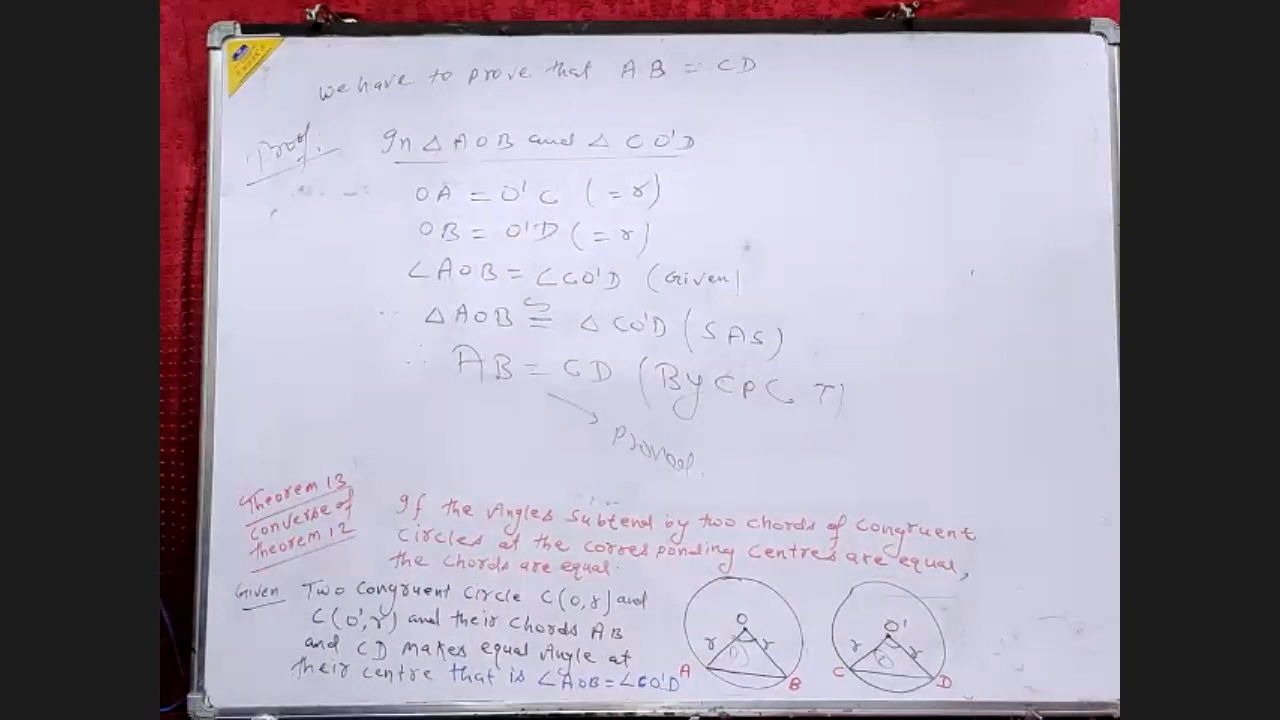 we have to prove that AB = CD
Proof:
In △AOB and △CO'D
OA = O'C (=r)
OB = O'D (=r)
∠AOB = ∠CO'D (Given)
∴ △AOB ≅ △CO'D (SAS)
∴ AB = CD (By CPCT)
Proved.
Theorem 13
converse of
theorem 12
If the Angles Subtend by two chords of congruent
circles at the corresponding centres are equal,
the chords are equal.
Given Two congruent circle C(O,r) and
C(O',r) and their chords AB
and CD makes equal Angle at
their centre that is ∠AOB=∠CO'D
O
r r
A B
O'
r r
C D